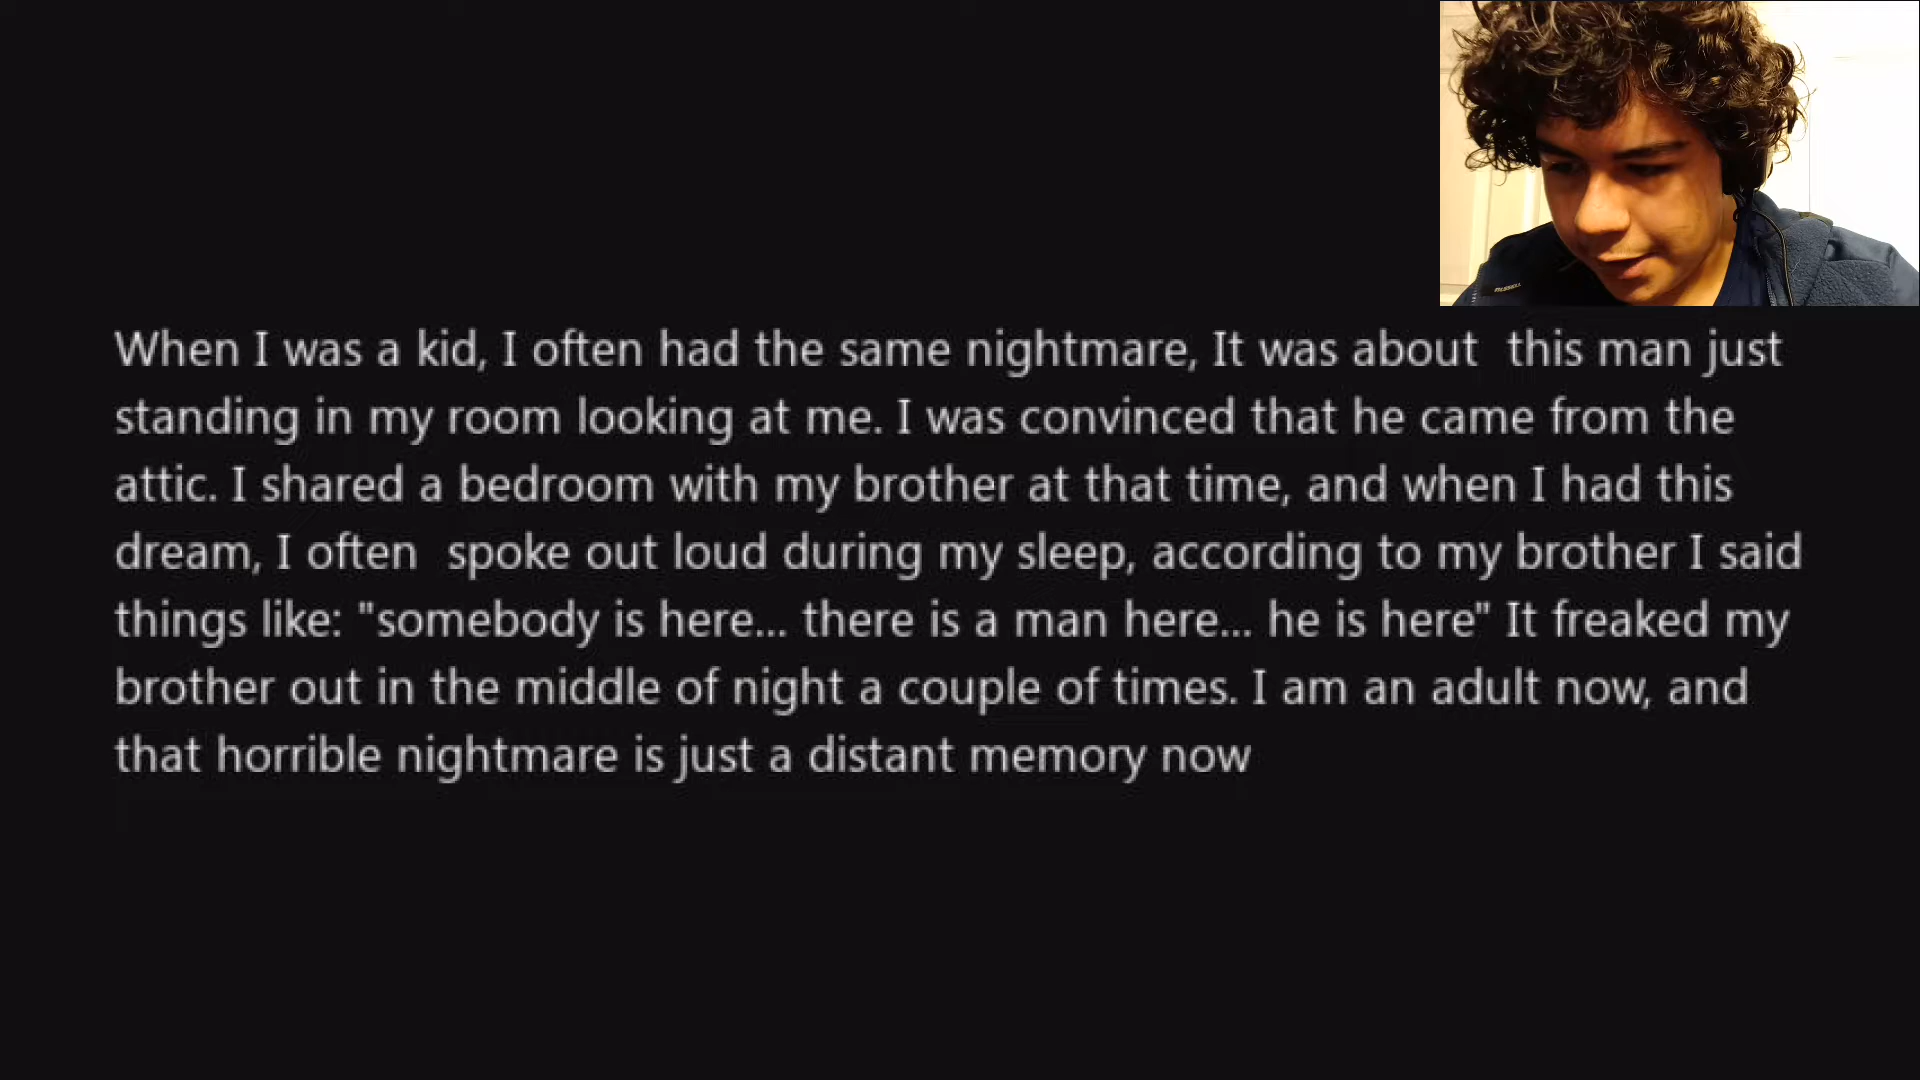 When I was a kid, I often had the same nightmare, It was about  this man just
standing in my room looking at me. I was convinced that he came from the
attic. I shared a bedroom with my brother at that time, and when I had this
dream, I often  spoke out loud during my sleep, according to my brother I said
things like: "somebody is here... there is a man here... he is here" It freaked my
brother out in the middle of night a couple of times. I am an adult now, and
that horrible nightmare is just a distant memory now